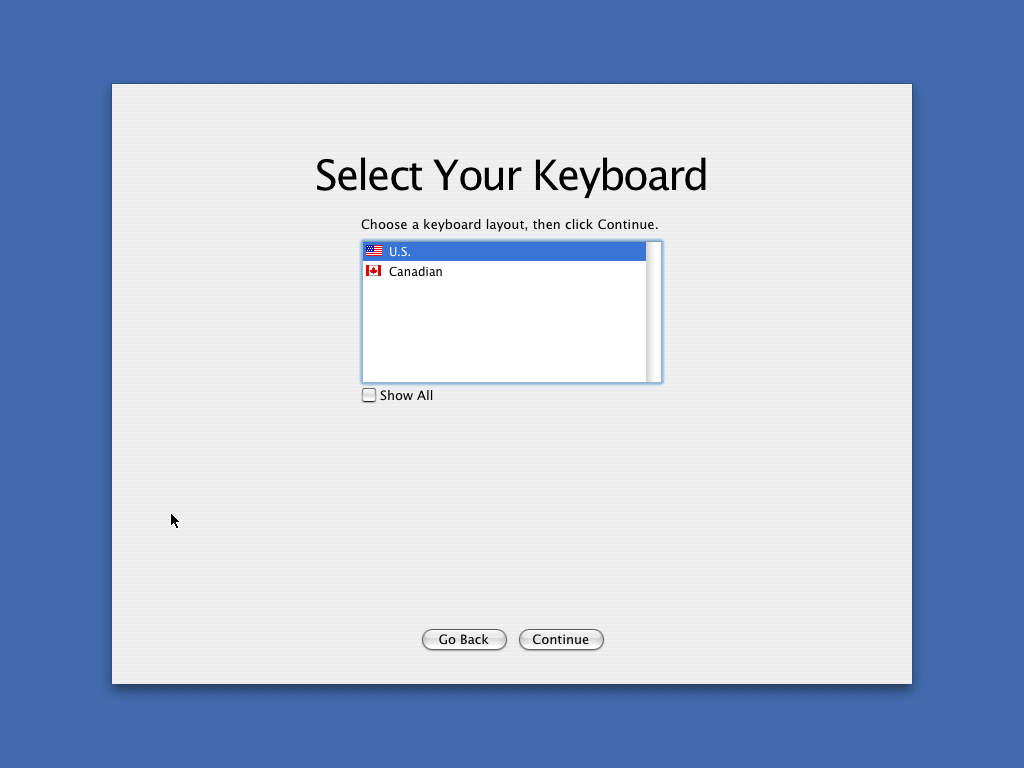 Select Your Keyboard
Choose a keyboard layout, then click Continue.
U.S.
Canadian
Show All
Go Back
Continue